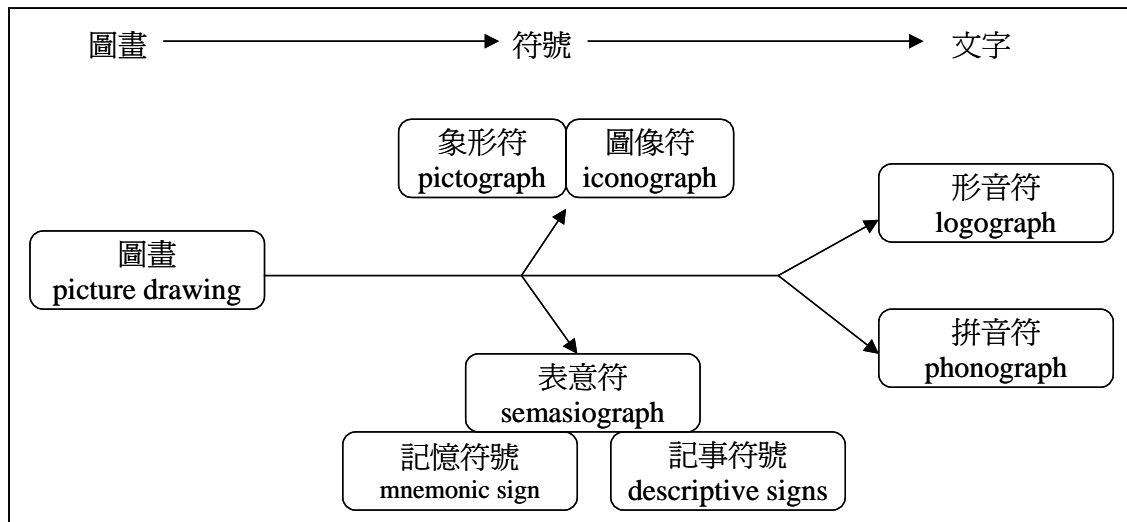 圖畫
符號
文字
象形符
pictograph
圖像符
iconograph
形音符
logograph
圖畫
picture drawing
拼音符
phonograph
表意符
semasiograph
記憶符號
mnemonic sign
記事符號
descriptive signs